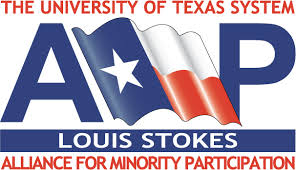 THE UNIVERSITY OF TEXAS SYSTEM
AMP
LOUIS STOKES
ALLIANCE FOR MINORITY PARTICIPATION